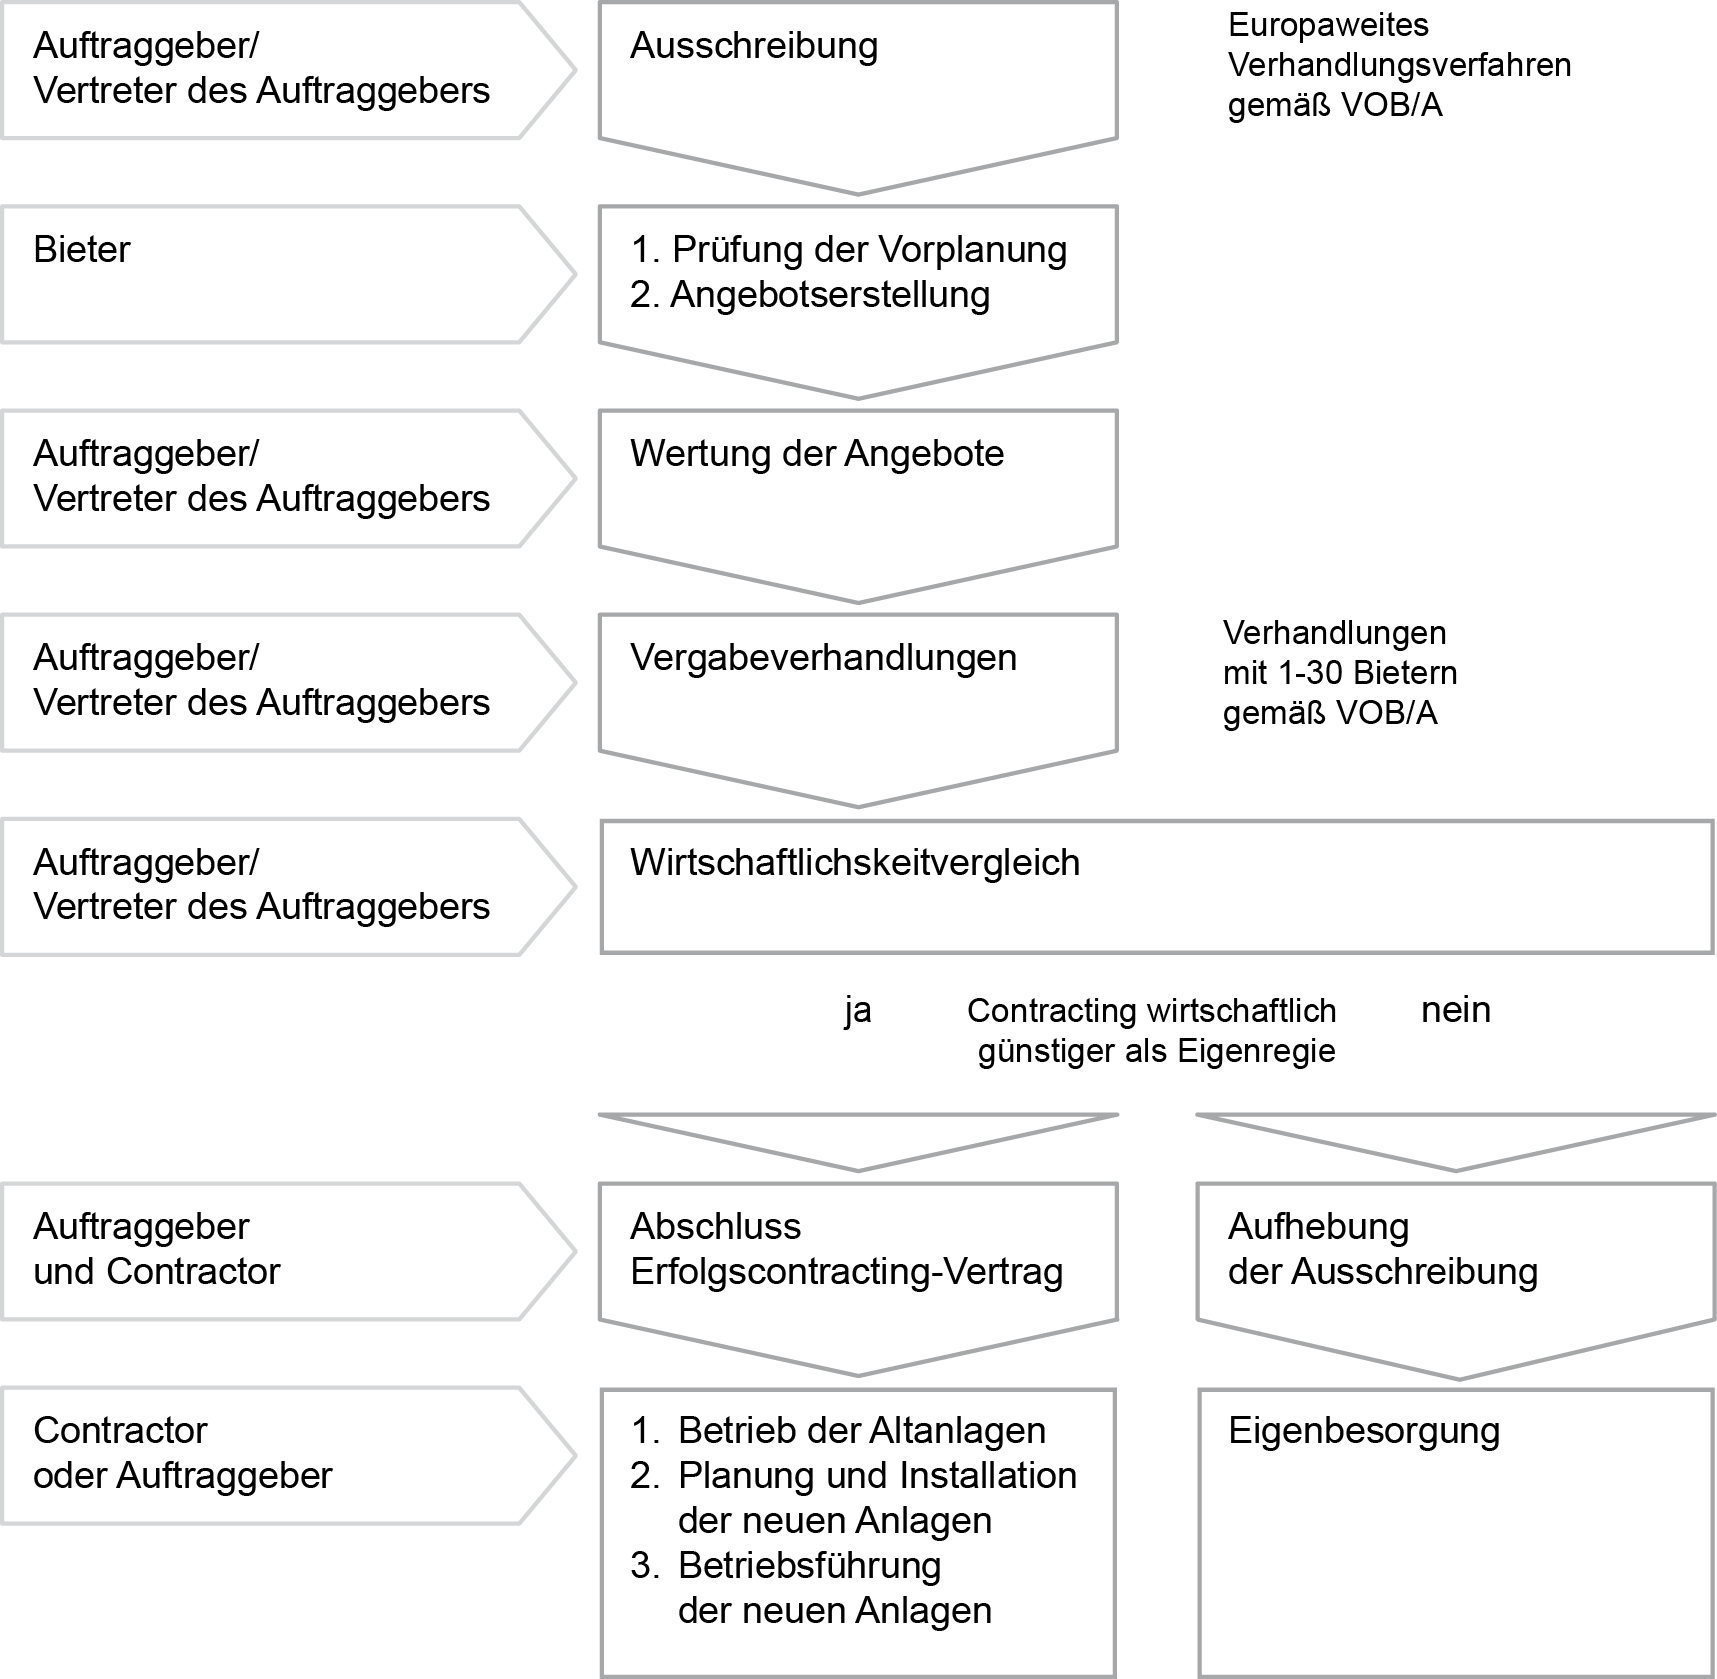 Auftraggeber/
Vertreter des Auftraggebers
Ausschreibung
Europaweites
Verhandlungsverfahren
gemäß VOB/A
Bieter
1. Prüfung der Vorplanung
2. Angebotserstellung
Auftraggeber/
Vertreter des Auftraggebers
Wertung der Angebote
Auftraggeber/
Vertreter des Auftraggebers
Vergabeverhandlungen
Verhandlungen
mit 1-30 Bietern
gemäß VOB/A
Auftraggeber/
Vertreter des Auftraggebers
Wirtschaftlichskeitvergleich
ja
Contracting wirtschaftlich
günstiger als Eigenregie
nein
Auftraggeber
und Contractor
Abschluss
Erfolgscontracting-Vertrag
Aufhebung
der Ausschreibung
Contractor
oder Auftraggeber
1. Betrieb der Altanlagen
2. Planung und Installation
der neuen Anlagen
3. Betriebsführung
der neuen Anlagen
Eigenbesorgung